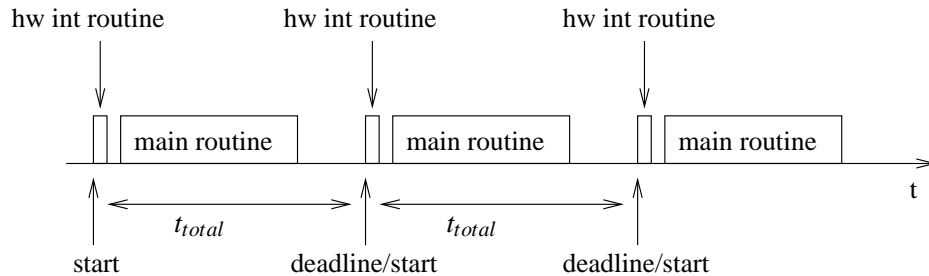 hw int routine hw int routine hw int routine
main routine main routine main routine
t
t_total t_total
start deadline/start deadline/start